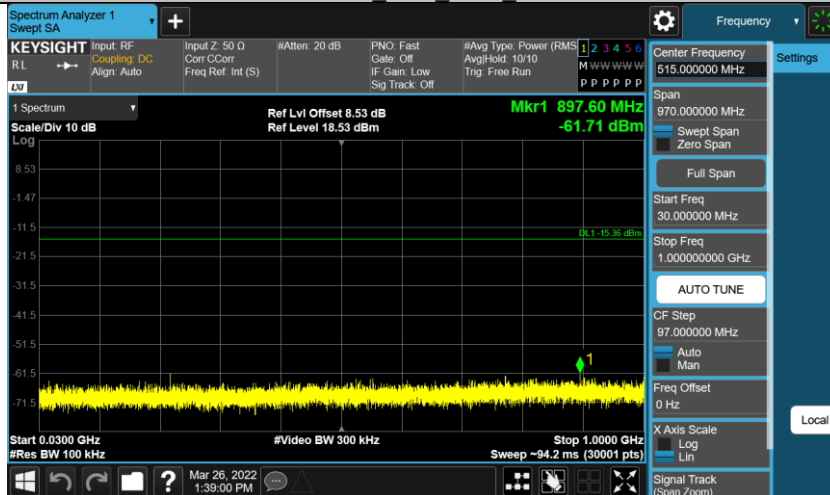 Spectrum Analyzer 1
Swept SA
Frequency
KEYSIGHT
RL
LXI
Input: RF
Coupling: DC
Align: Auto
Input Z: 50 Ω
Corr CCorr
Freq Ref: Int (S)
#Atten: 20 dB
PNO: Fast
Gate: Off
IF Gain: Low
Sig Track: Off
#Avg Type: Power (RMS
Avg|Hold: 10/10
Trig: Free Run
1 2 3 4 5 6
M W W W W W
P P P P P P
1 Spectrum
Scale/Div 10 dB
Log
Ref Lvl Offset 8.53 dB
Ref Level 18.53 dBm
Mkr1 897.60 MHz
-61.71 dBm
8.53
-1.47
-11.5
DL1 -15.36 dBm
-21.5
-31.5
-41.5
-51.5
1
-61.5
-71.5
Start 0.0300 GHz
#Res BW 100 kHz
#Video BW 300 kHz
Stop 1.0000 GHz
Sweep ~94.2 ms (30001 pts)
Mar 26, 2022
1:39:00 PM
Center Frequency
515.000000 MHz
Span
970.000000 MHz
Swept Span
Zero Span
Full Span
Start Freq
30.000000 MHz
Stop Freq
1.000000000 GHz
AUTO TUNE
CF Step
97.000000 MHz
Auto
Man
Freq Offset
0 Hz
X Axis Scale
Log
Lin
Signal Track
(Span Zoom)
Settings
Local